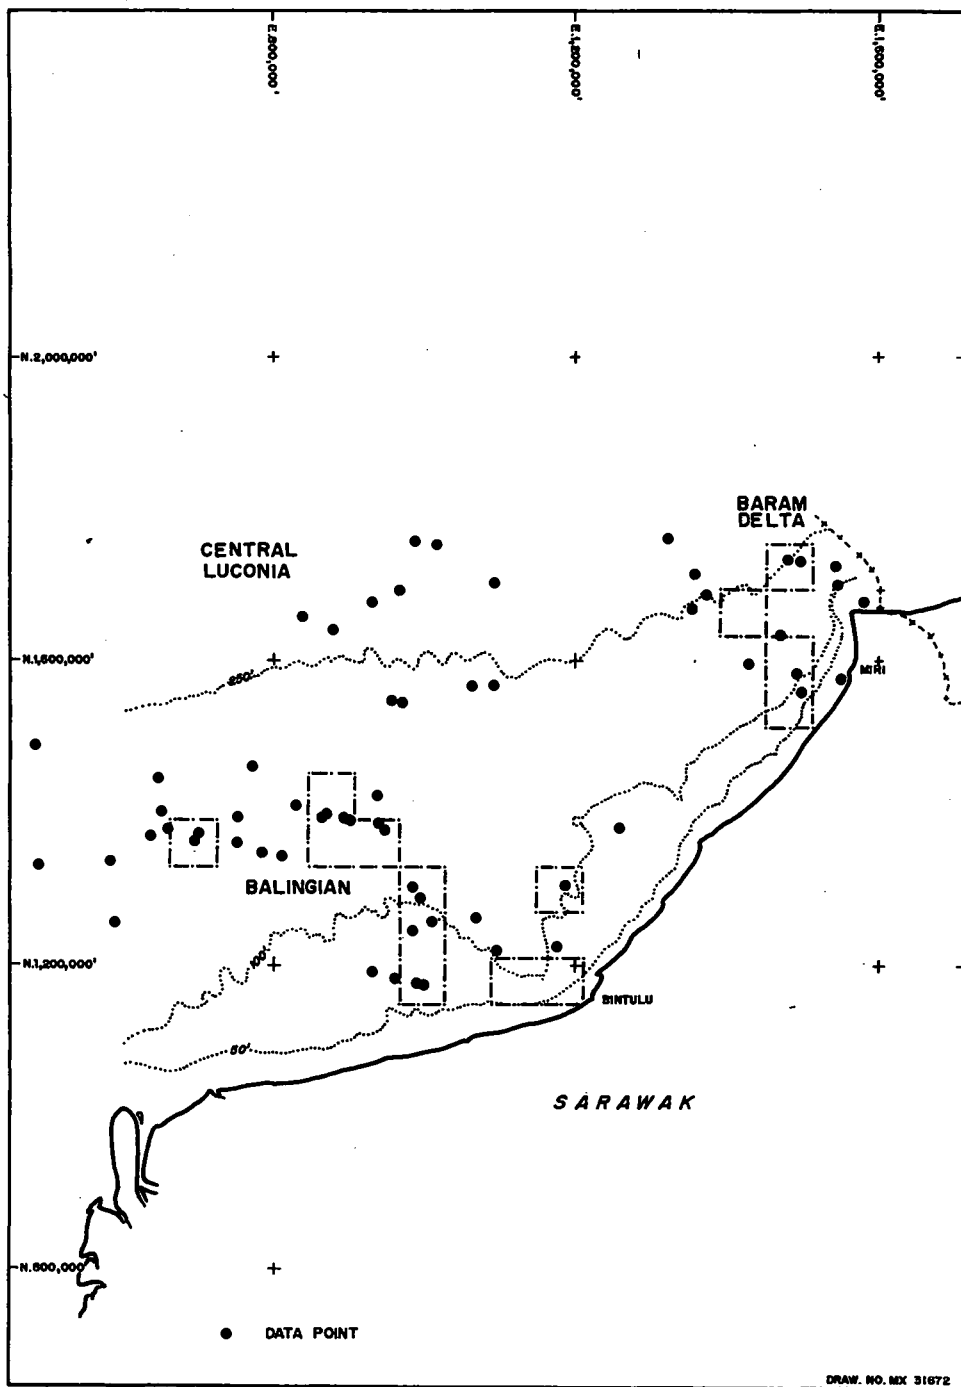 E.800,000'
E.1,200,000'
E.1,600,000'
N.2,000,000'
BARAM
DELTA
CENTRAL
LUCONIA
N.1,600,000'
250'
MIRI
BALINGIAN
N.1,200,000'
100'
BINTULU
50'
SARAWAK
N.800,000'
DATA POINT
DRAW. NO. MX 31672